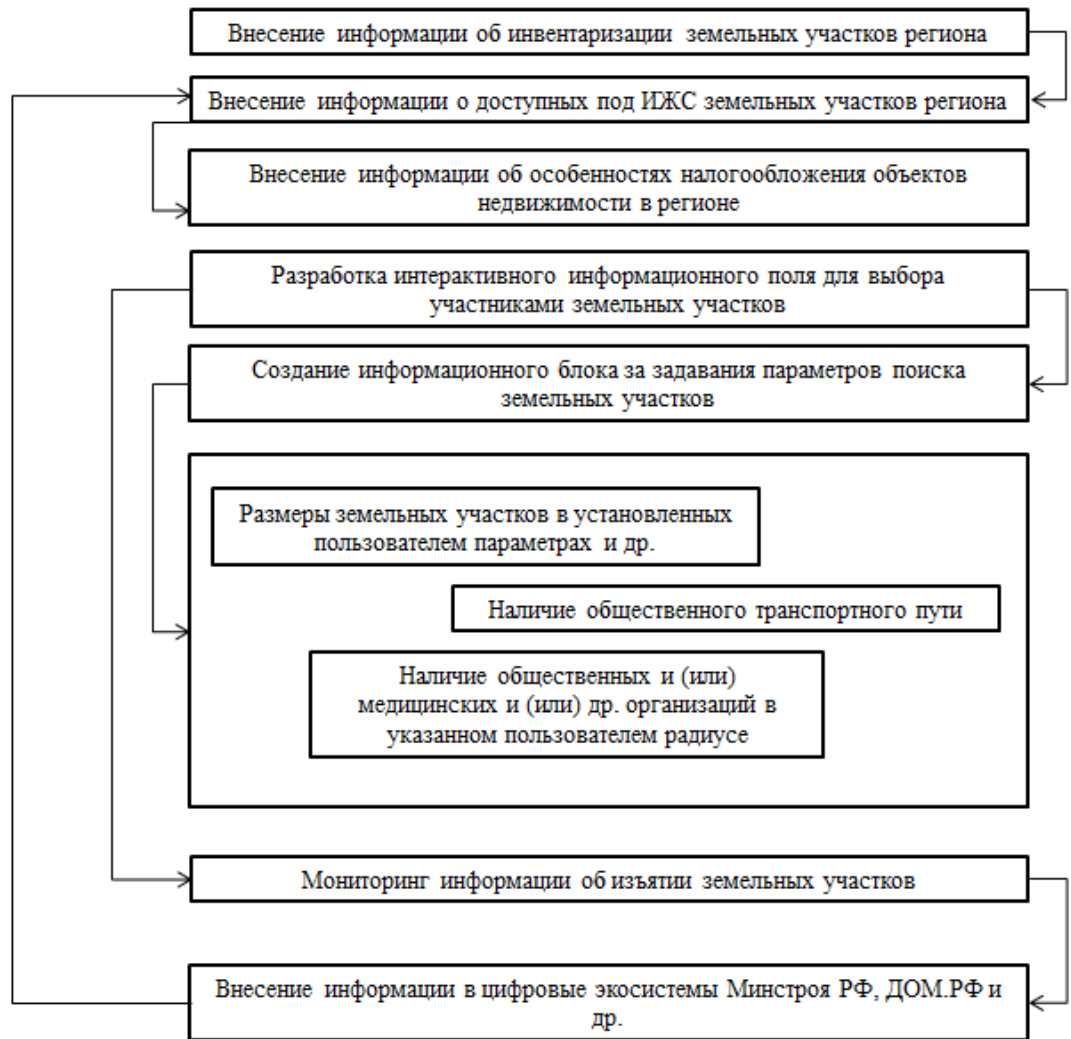 Внесение информации об инвентаризации земельных участков региона
Внесение информации о доступных под ИЖС земельных участков региона
Внесение информации об особенностях налогообложения объектов
недвижимости в регионе
Разработка интерактивного информационного поля для выбора
участниками земельных участков
Создание информационного блока за задавания параметров поиска
земельных участков
Размеры земельных участков в установленных
пользователем параметрах и др.
Наличие общественного транспортного пути
Наличие общественных и (или)
медицинских и (или) др. организаций в
указанном пользователем радиусе
Мониторинг информации об изъятии земельных участков
Внесение информации в цифровые экосистемы Минстроя РФ, ДОМ.РФ и
др.